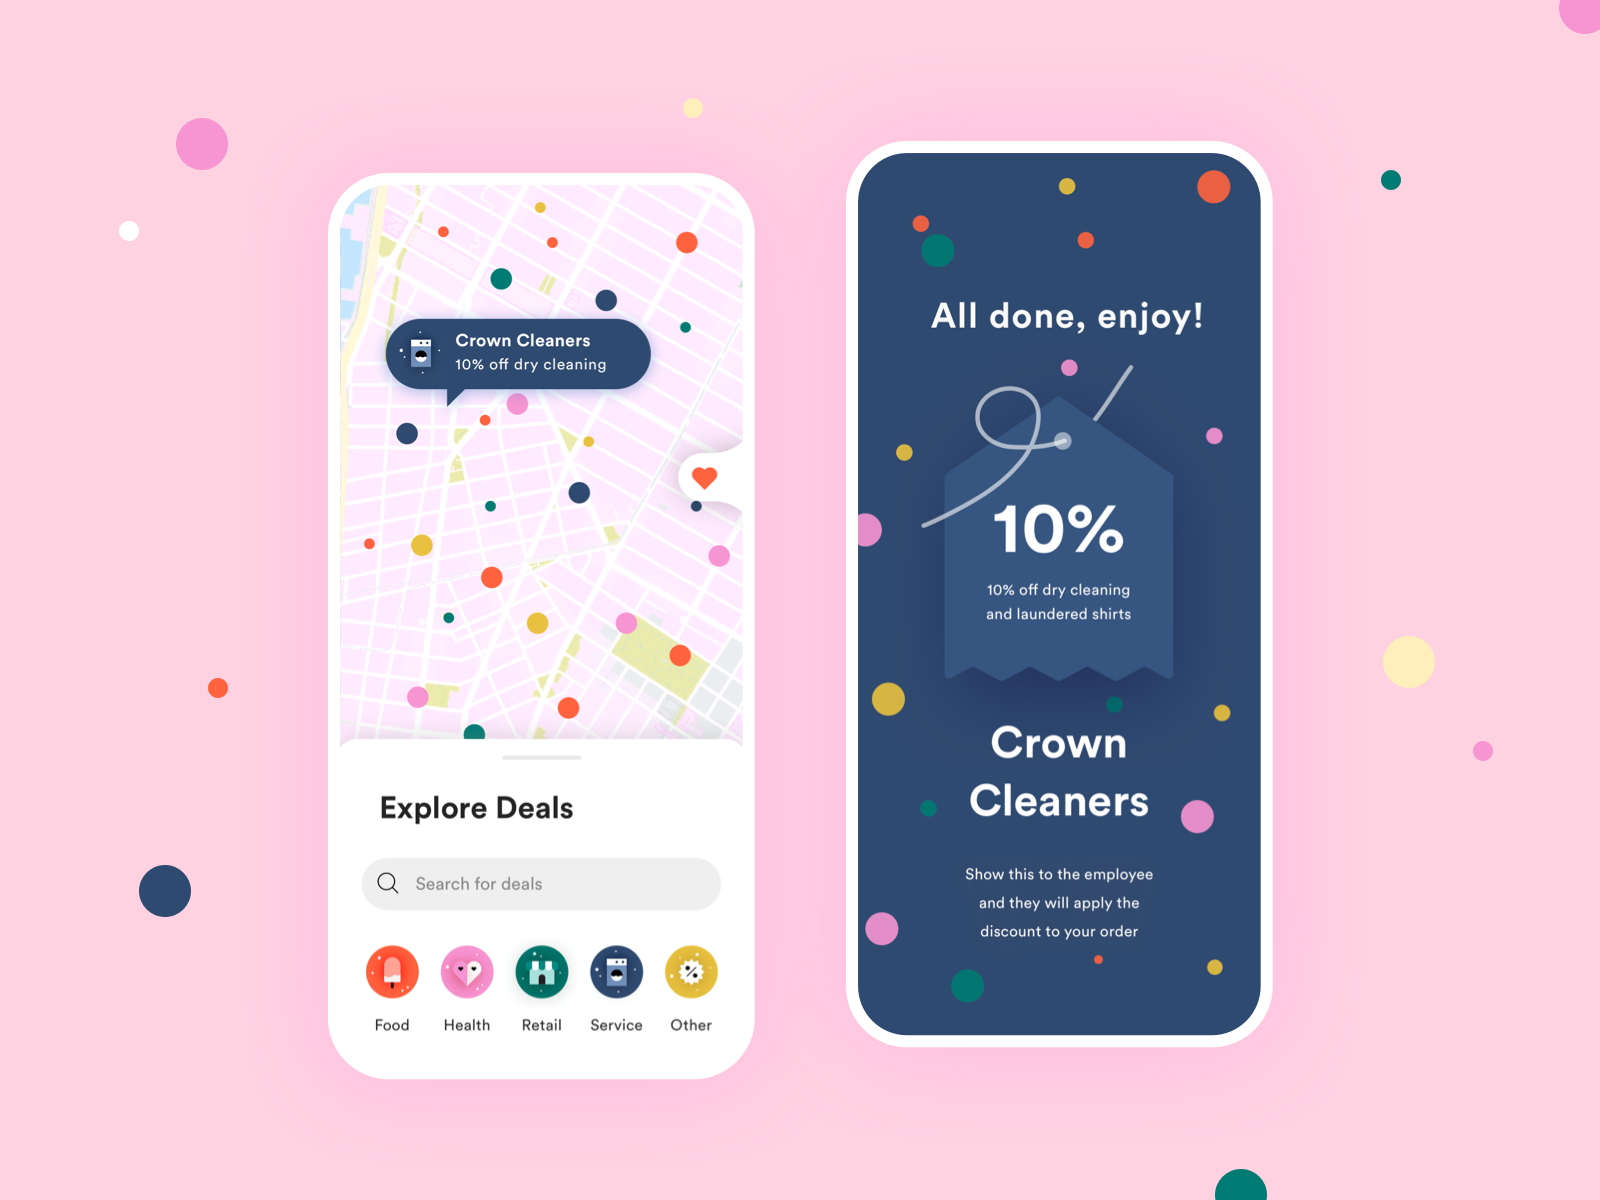 Crown Cleaners
10% off dry cleaning
Explore Deals
Search for deals
Food
Health
Retail
Service
Other
All done, enjoy!
10%
10% off dry cleaning
and laundered shirts
Crown
Cleaners
Show this to the employee
and they will apply the
discount to your order